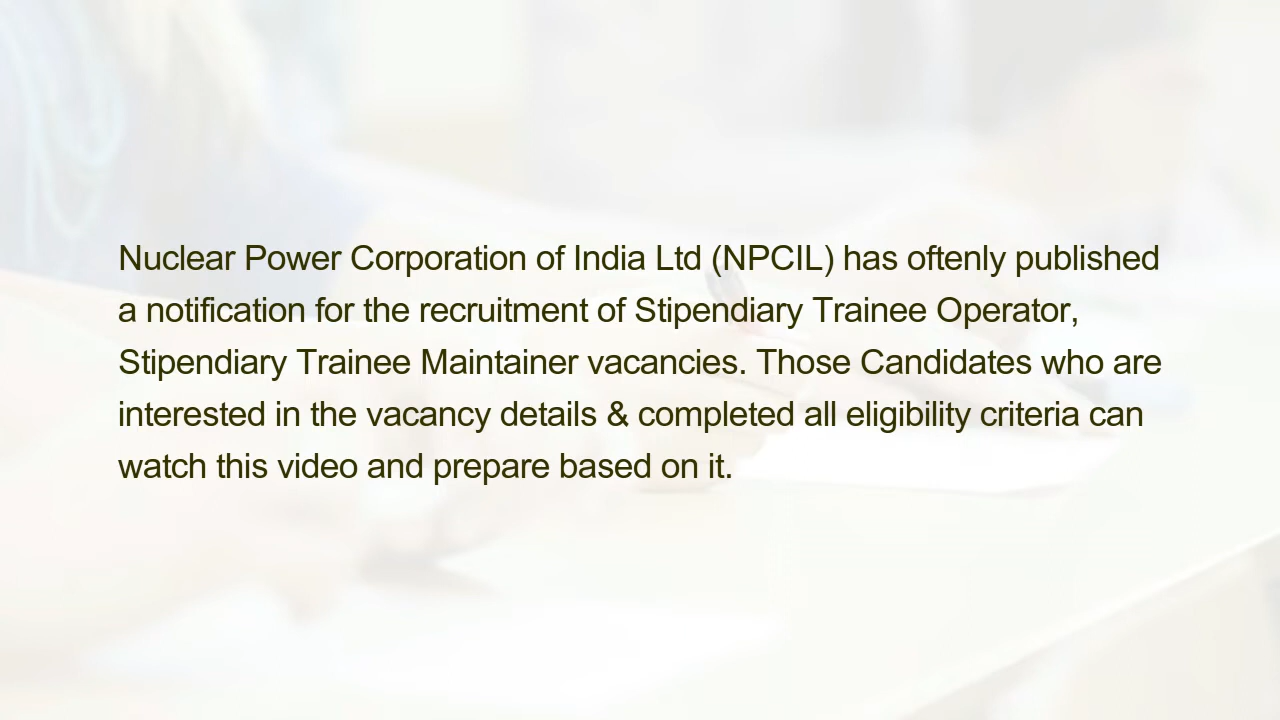 Nuclear Power Corporation of India Ltd (NPCIL) has oftenly published
a notification for the recruitment of Stipendiary Trainee Operator,
Stipendiary Trainee Maintainer vacancies. Those Candidates who are
interested in the vacancy details & completed all eligibility criteria can
watch this video and prepare based on it.